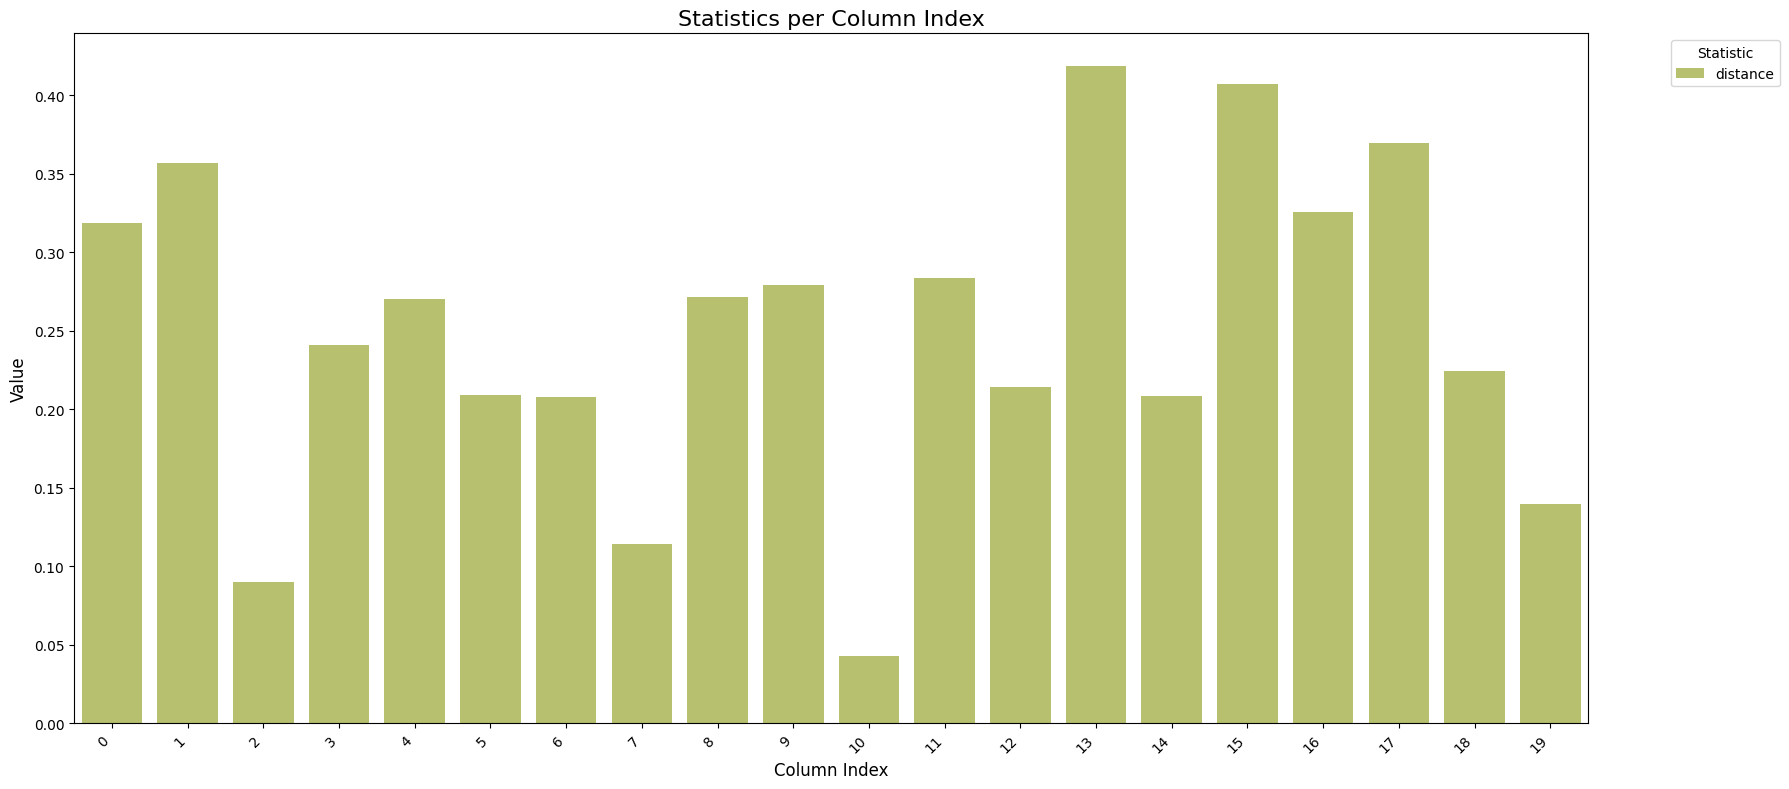 Statistics per Column Index
Statistic
distance
Value
0.40
0.35
0.30
0.25
0.20
0.15
0.10
0.05
0.00
0 1 2 3 4 5 6 7 8 9 10 11 12 13 14 15 16 17 18 19
Column Index